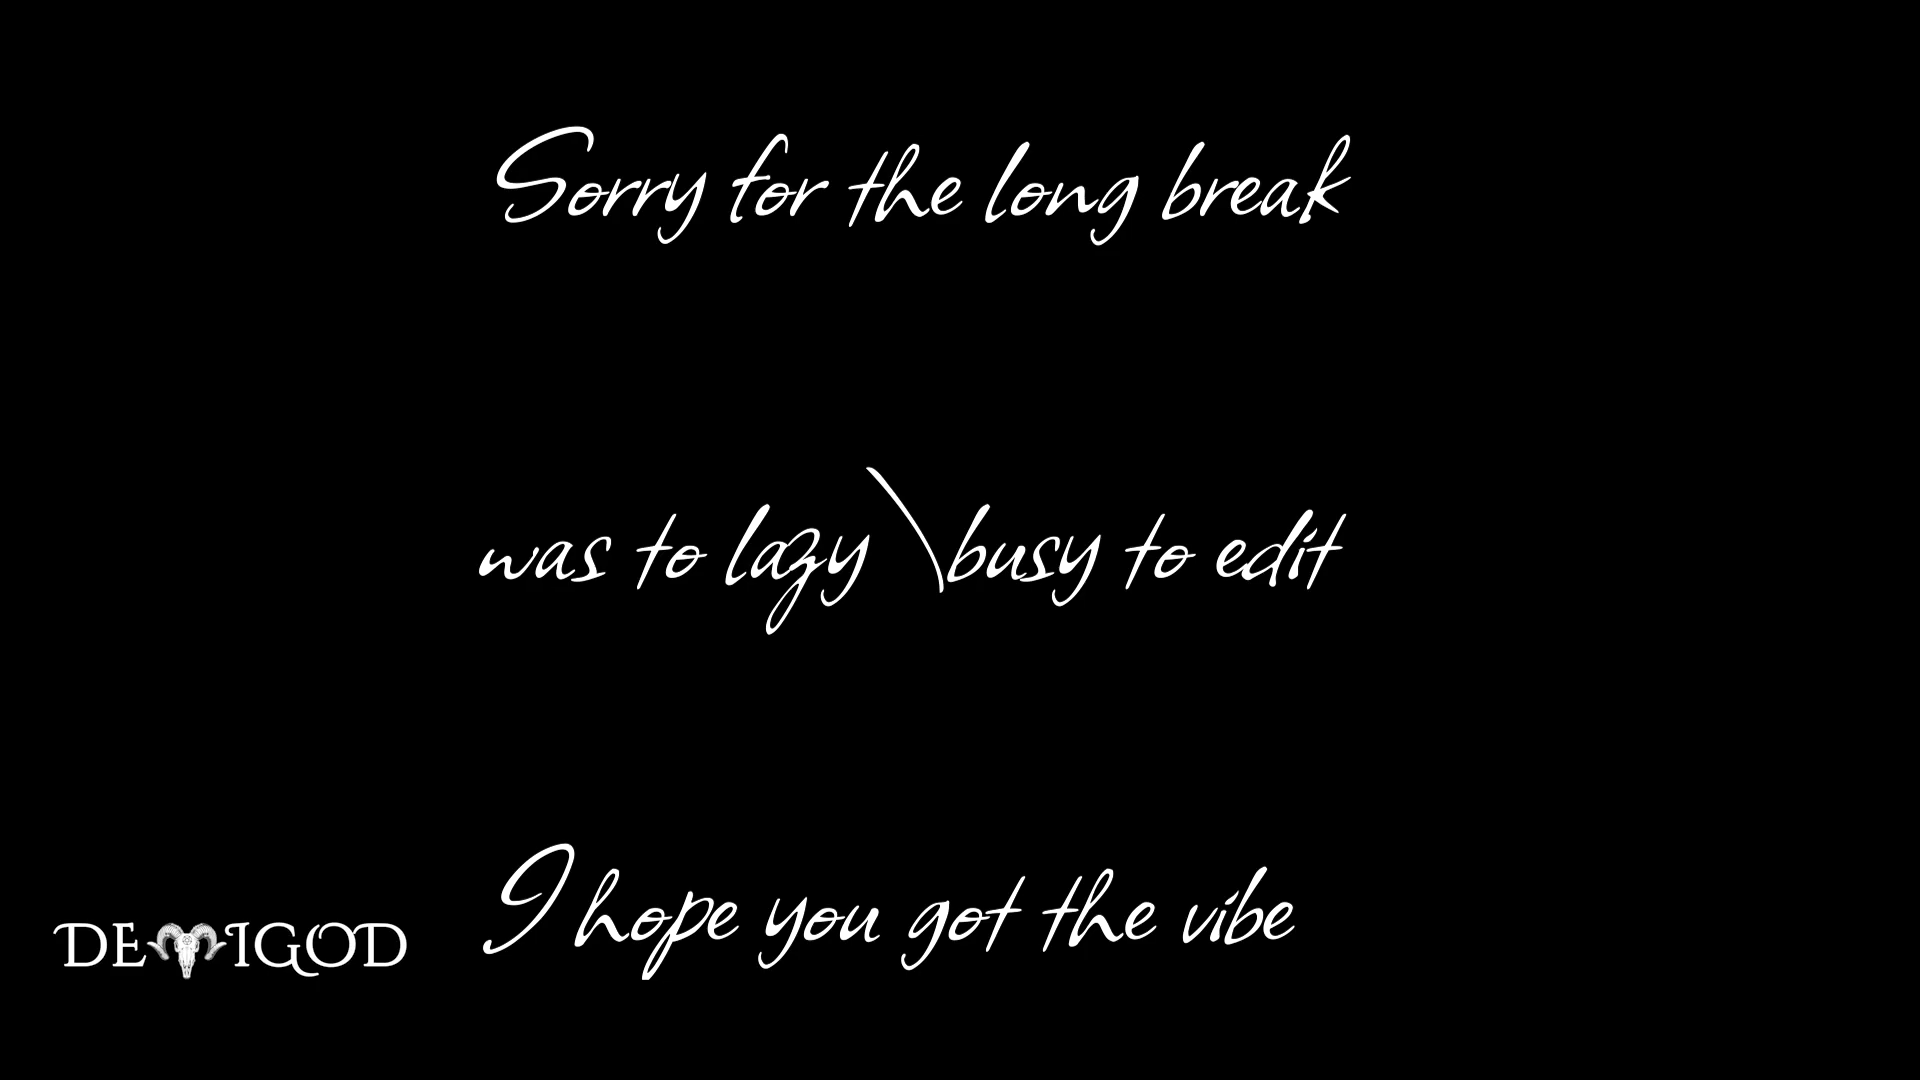 Sorry for the long break
was to lazy\busy to edit
I hope you got the vibe
DEMIGOD